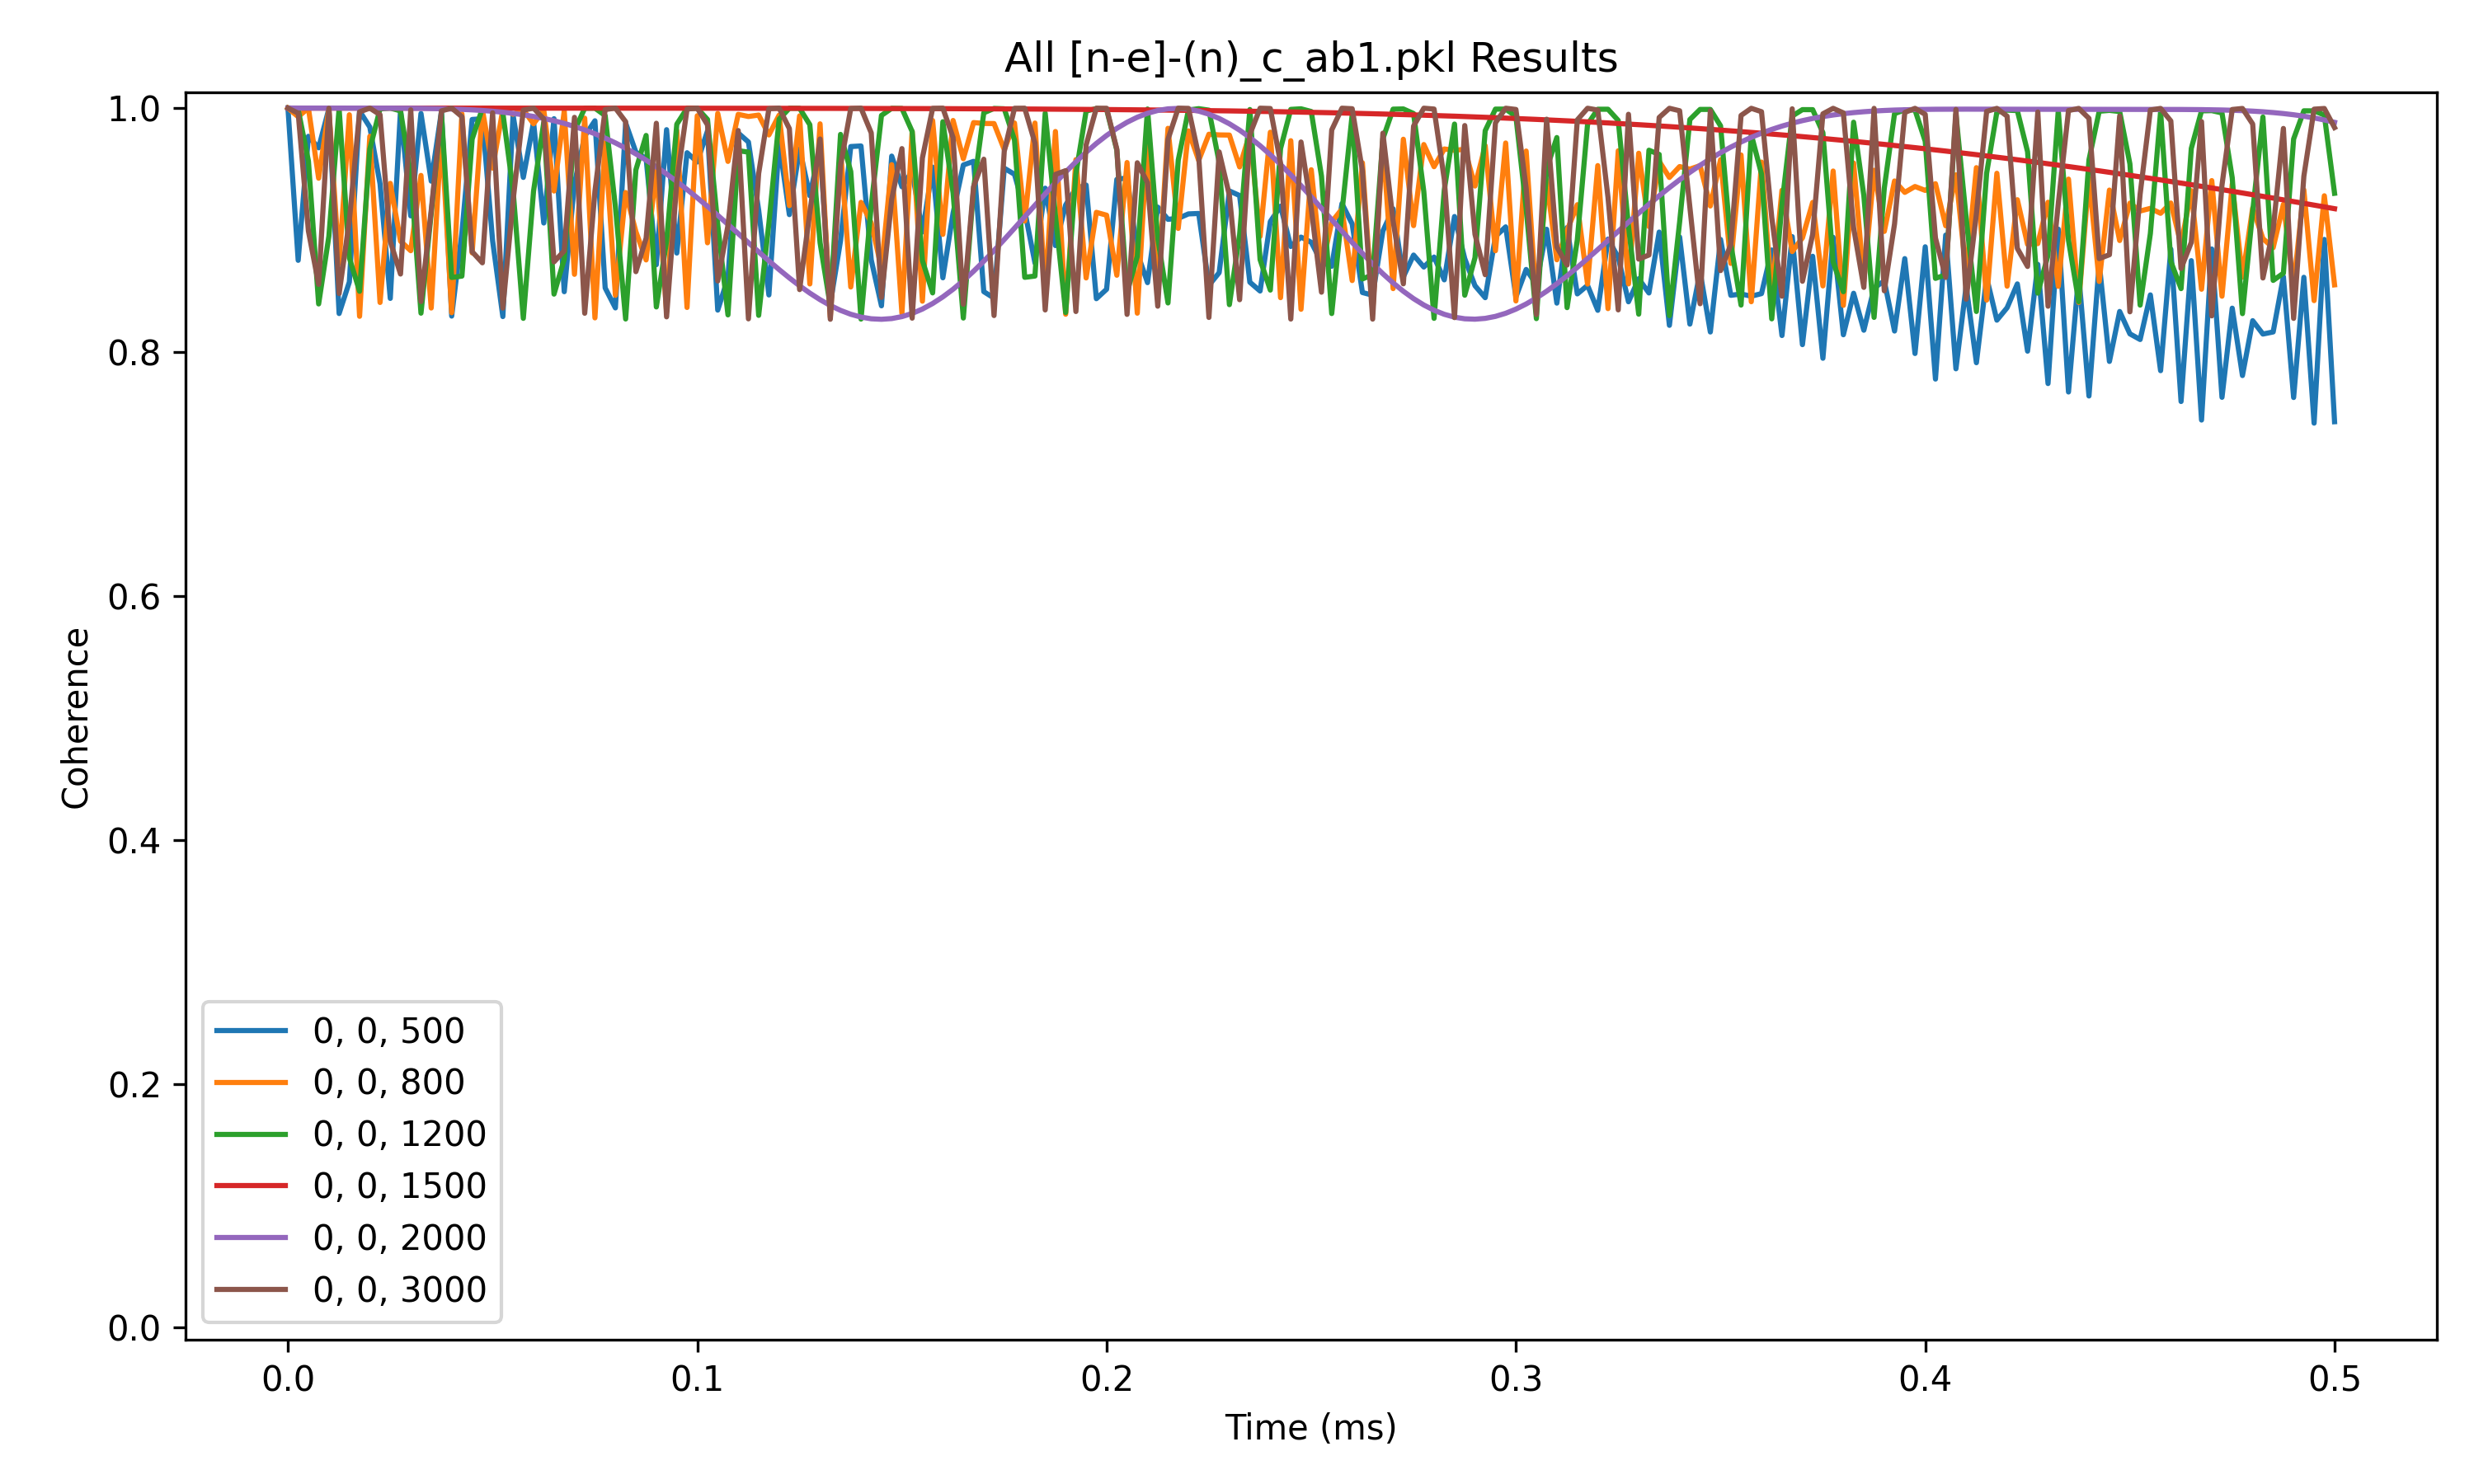 All [n-e]-(n)_c_ab1.pkl Results
1.0
0.8
0.6
0.4
0.2
0.0
Coherence
0, 0, 500
0, 0, 800
0, 0, 1200
0, 0, 1500
0, 0, 2000
0, 0, 3000
0.0 0.1 0.2 0.3 0.4 0.5
Time (ms)